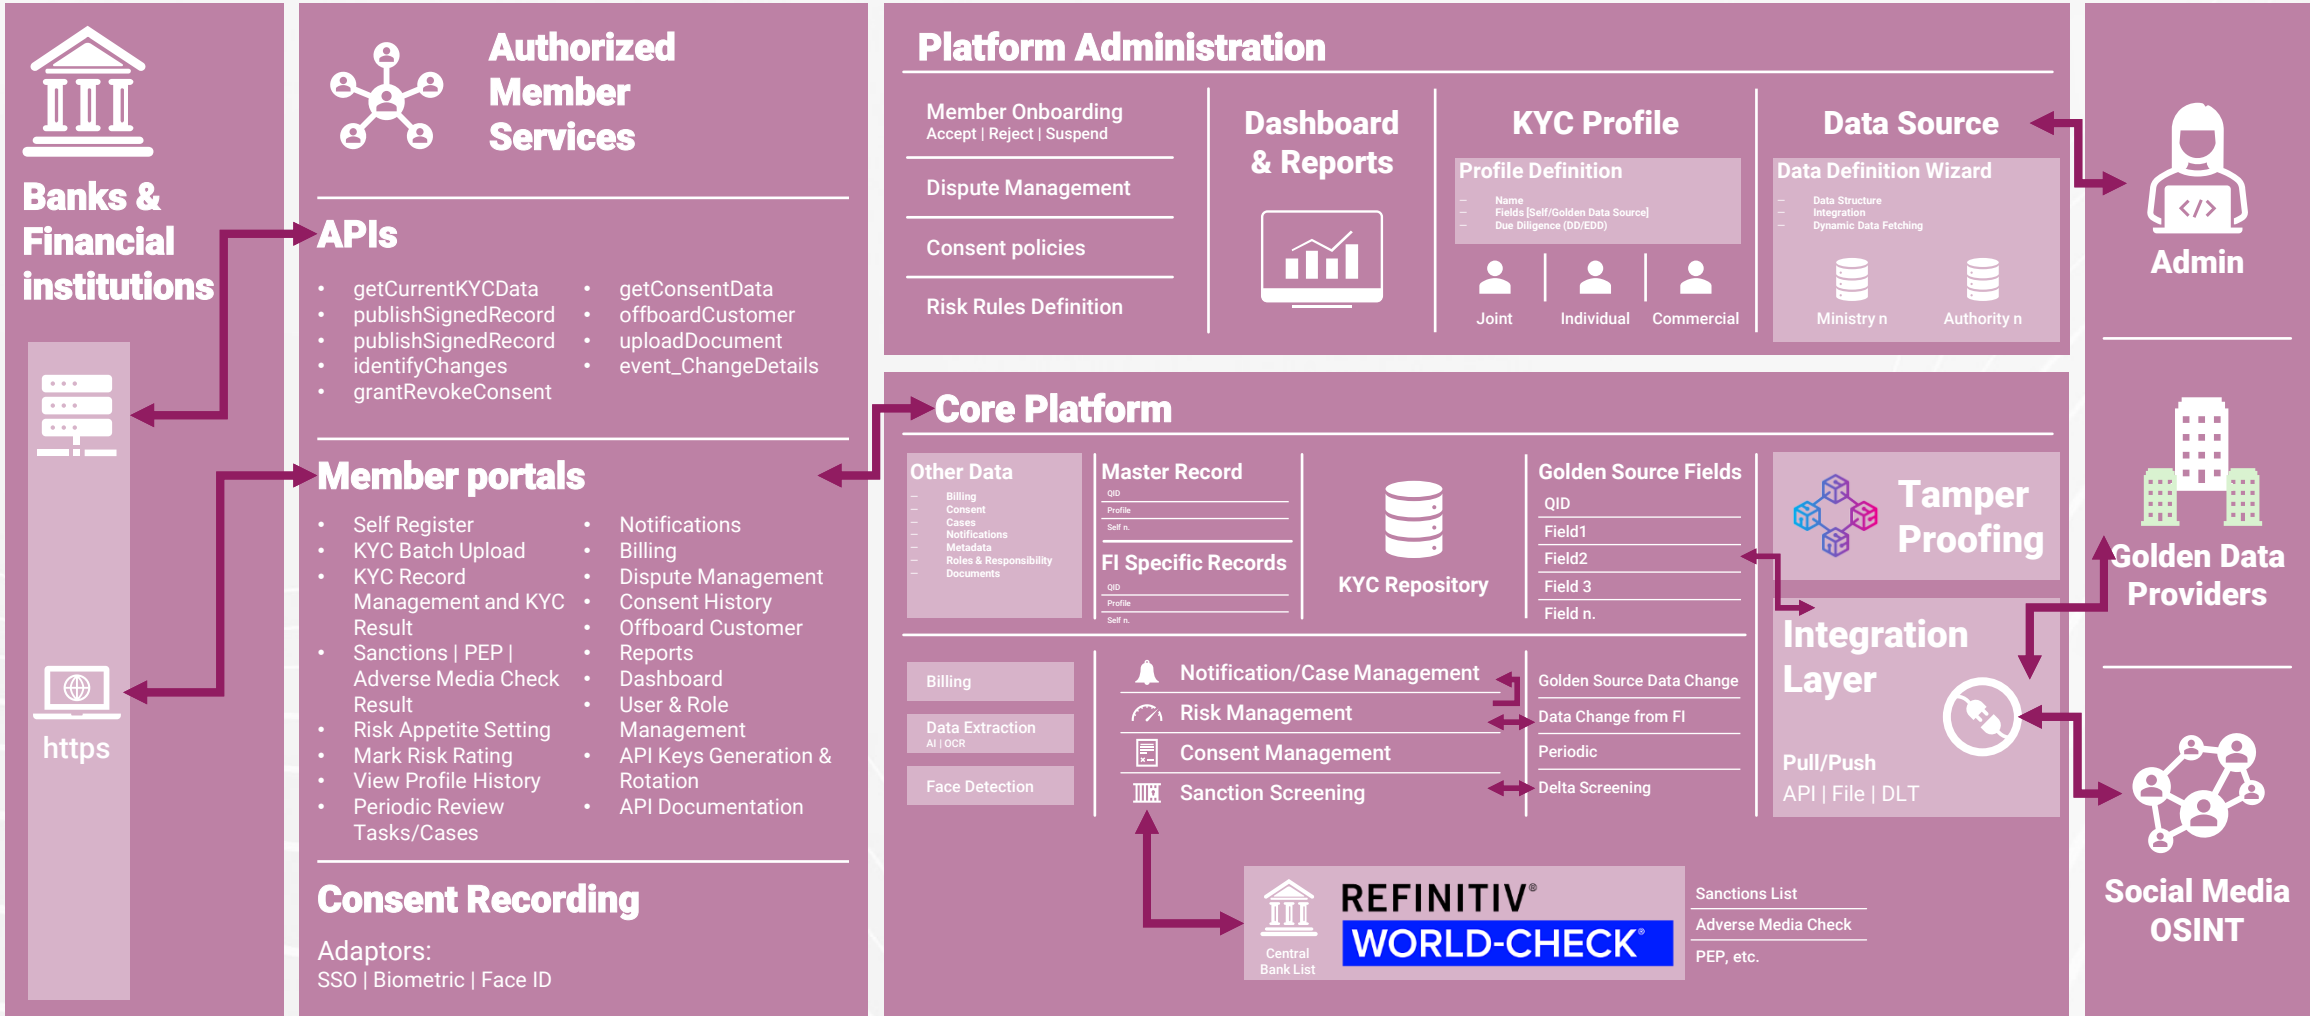 Banks &
Financial
institutions
https
Authorized
Member
Services
APIs
• getCurrentKYCData
• publishSignedRecord
• publishSignedRecord
• identifyChanges
• grantRevokeConsent
• getConsentData
• offboardCustomer
• uploadDocument
• event_ChangeDetails
Member portals
• Self Register
• KYC Batch Upload
• KYC Record
Management and KYC
Result
• Sanctions | PEP |
Adverse Media Check
Result
• Risk Appetite Setting
• Mark Risk Rating
• View Profile History
• Periodic Review
Tasks/Cases
• Notifications
• Billing
• Dispute Management
• Consent History
• Offboard Customer
• Reports
• Dashboard
• User & Role
Management
• API Keys Generation &
Rotation
• API Documentation
Consent Recording
Adaptors:
SSO | Biometric | Face ID
Platform Administration
Member Onboarding
Accept | Reject | Suspend
Dispute Management
Consent policies
Risk Rules Definition
Dashboard
& Reports
KYC Profile
Profile Definition
– Name
– Fields [Self/Golden Data Source]
– Due Diligence (DD/EDD)
Joint
Individual
Commercial
Data Source
Data Definition Wizard
– Data Structure
– Integration
– Dynamic Data Fetching
Ministry n
Authority n
Core Platform
Other Data
– Billing
– Consent
– Cases
– Notifications
– Metadata
– Roles & Responsibility
– Documents
Master Record
QID
Profile
Self n.
FI Specific Records
QID
Profile
Self n.
KYC Repository
Golden Source Fields
QID
Field1
Field2
Field 3
Field n.
Tamper
Proofing
Integration
Layer
Pull/Push
API | File | DLT
Billing
Data Extraction
AI | OCR
Face Detection
Notification/Case Management
Risk Management
Consent Management
Sanction Screening
Golden Source Data Change
Data Change from FI
Periodic
Delta Screening
Central
Bank List
REFINITIV®
WORLD-CHECK®
Sanctions List
Adverse Media Check
PEP, etc.
</>
Admin
Golden Data
Providers
Social Media
OSINT